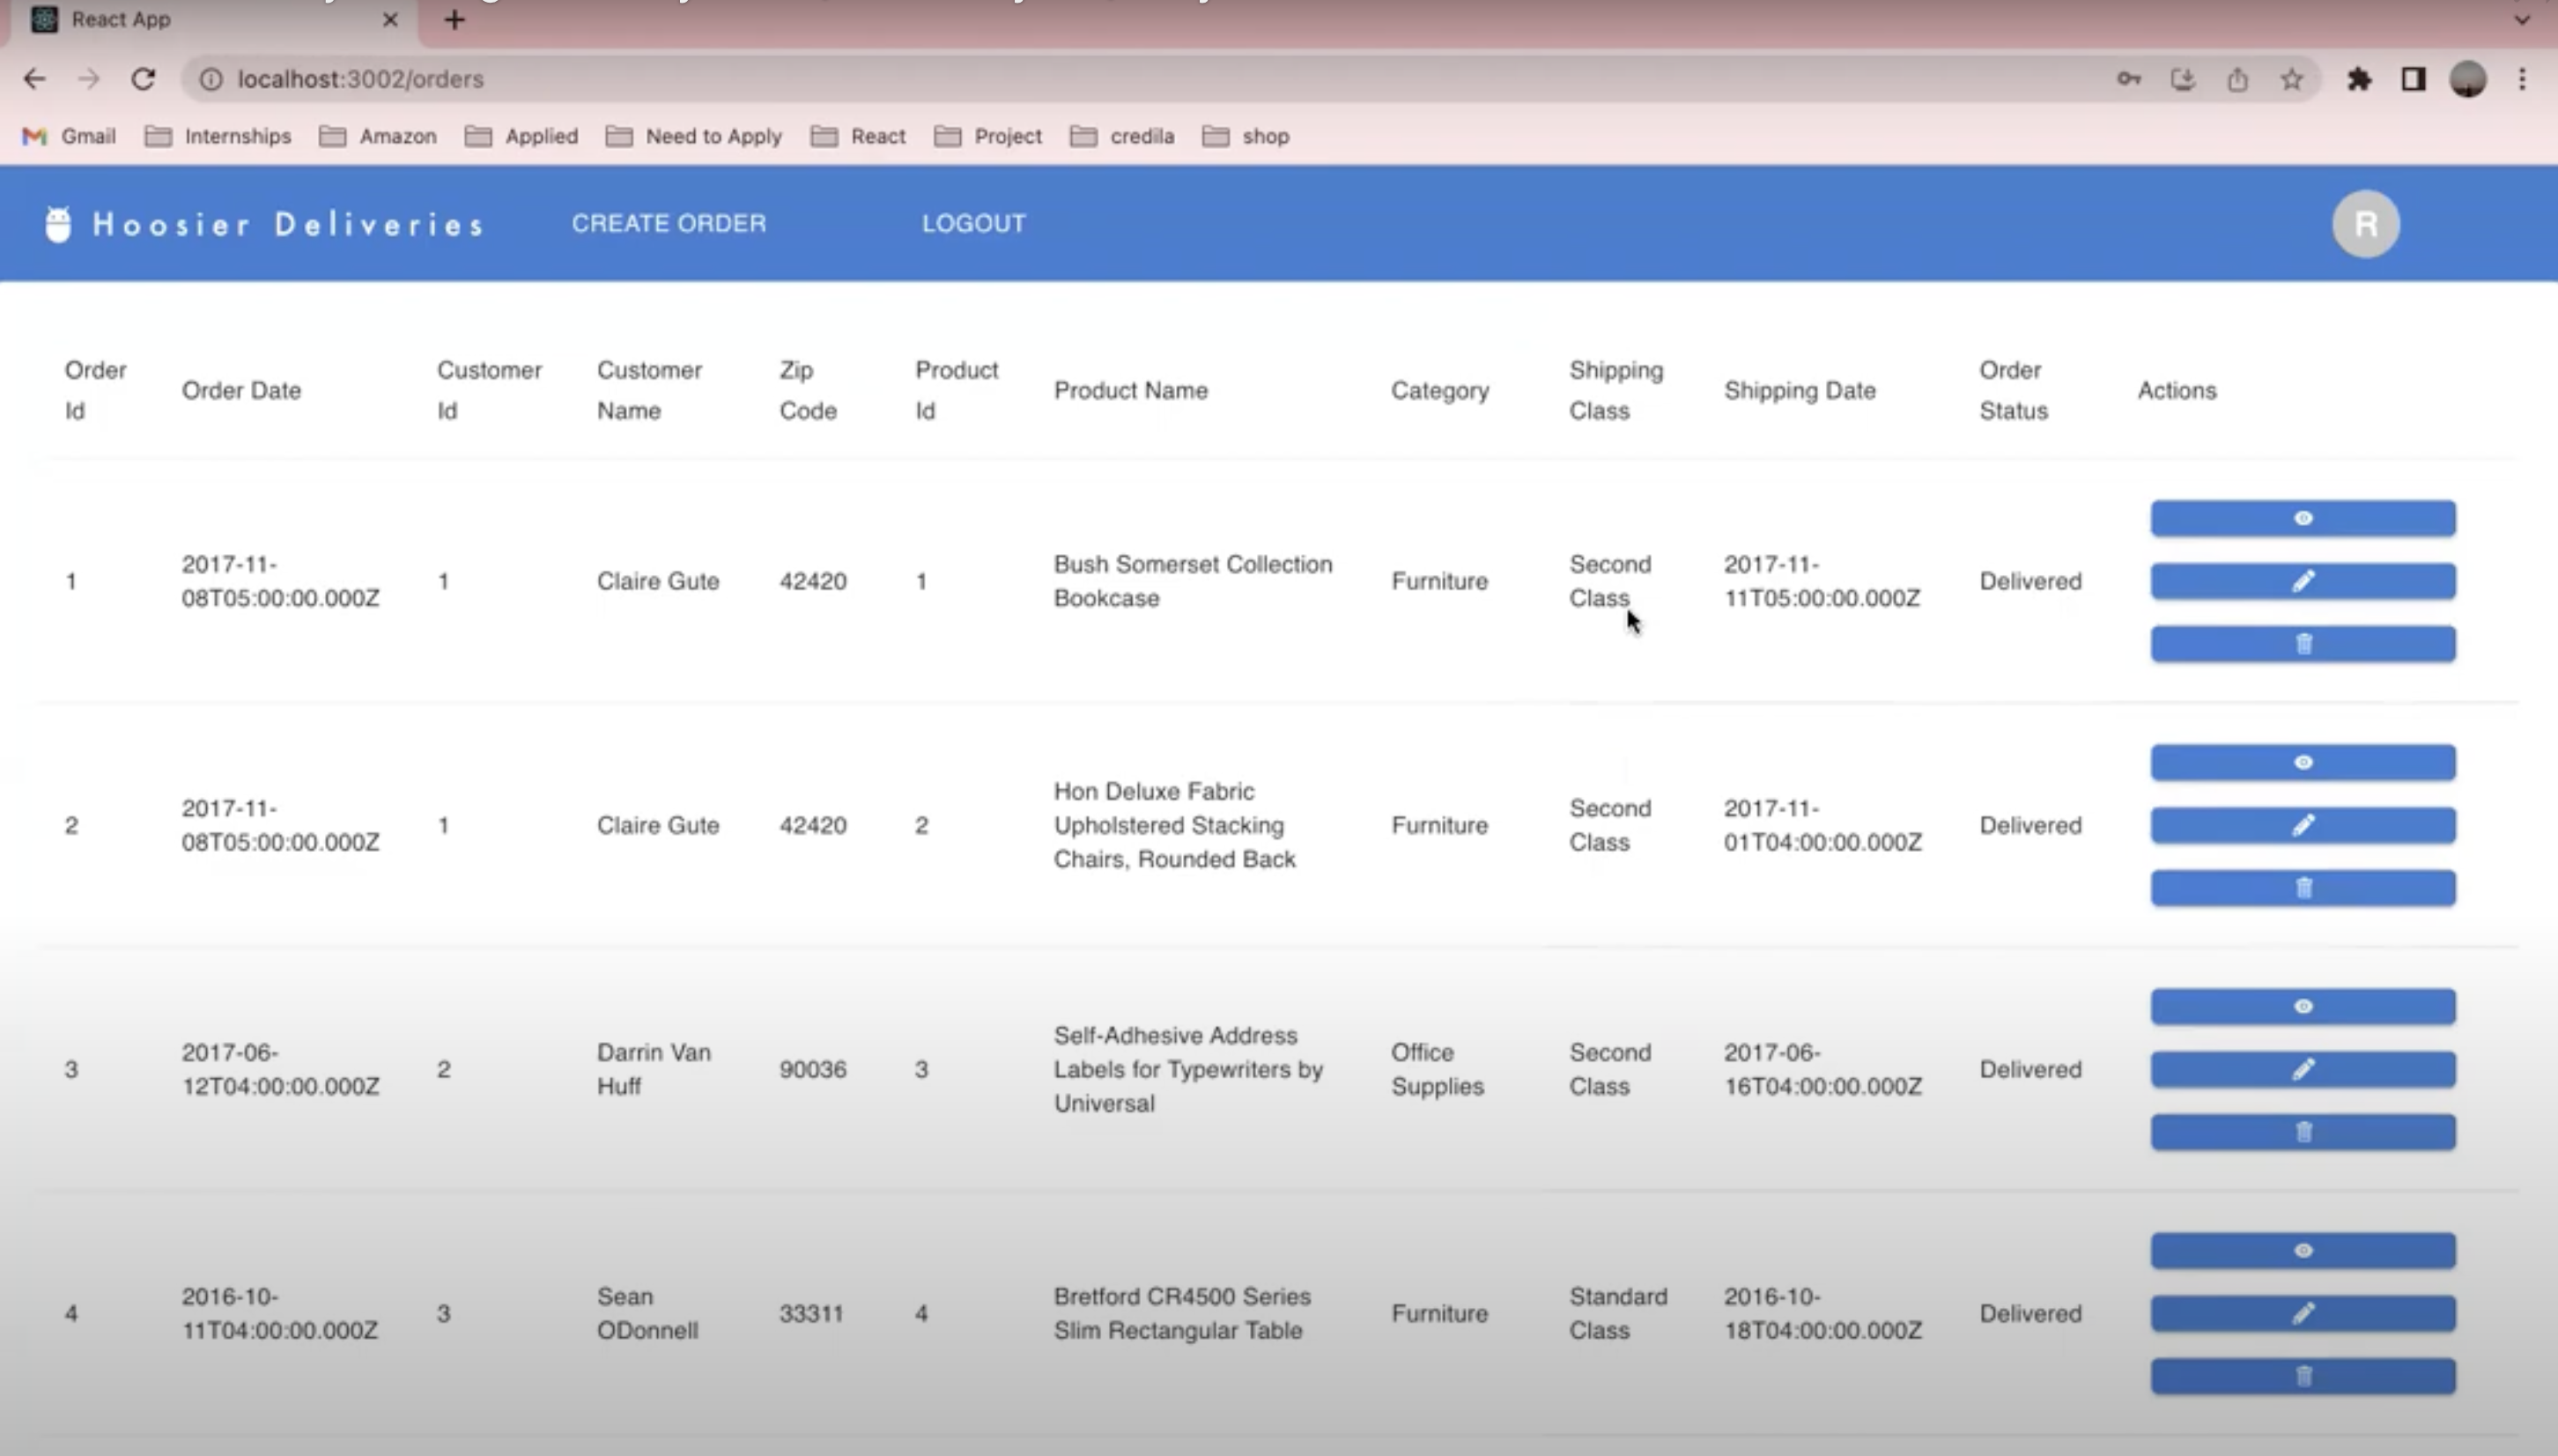 React App
localhost:3002/orders
Gmail Internships Amazon Applied Need to Apply React Project credila shop
Hoosier Deliveries CREATE ORDER LOGOUT R
Order Id Order Date Customer Id Customer Name Zip Code Product Id Product Name Category Shipping Class Shipping Date Order Status Actions
1 2017-11-08T05:00:00.000Z 1 Claire Gute 42420 1 Bush Somerset Collection Bookcase Furniture Second Class 2017-11-11T05:00:00.000Z Delivered
2 2017-11-08T05:00:00.000Z 1 Claire Gute 42420 2 Hon Deluxe Fabric Upholstered Stacking Chairs, Rounded Back Furniture Second Class 2017-11-01T04:00:00.000Z Delivered
3 2017-06-12T04:00:00.000Z 2 Darrin Van Huff 90036 3 Self-Adhesive Address Labels for Typewriters by Universal Office Supplies Second Class 2017-06-16T04:00:00.000Z Delivered
4 2016-10-11T04:00:00.000Z 3 Sean ODonnell 33311 4 Bretford CR4500 Series Slim Rectangular Table Furniture Standard Class 2016-10-18T04:00:00.000Z Delivered